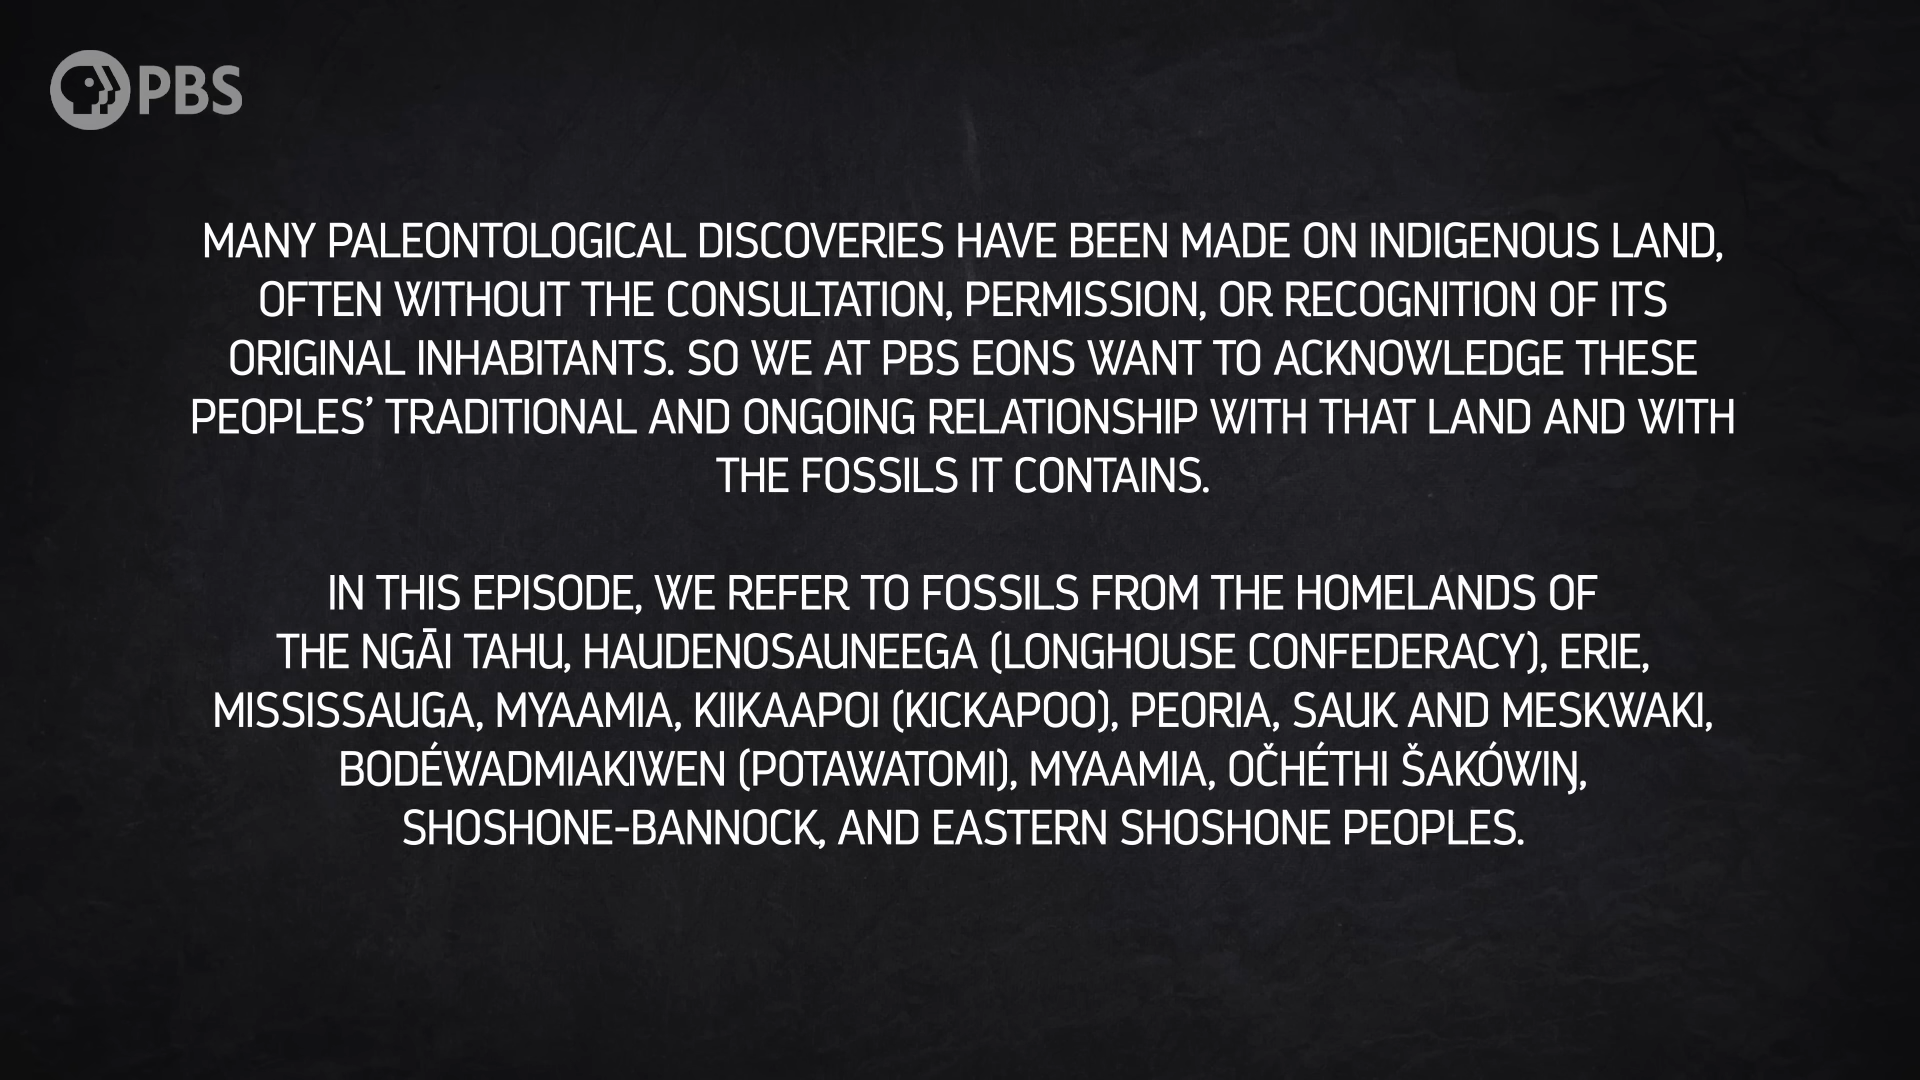 PBS
MANY PALEONTOLOGICAL DISCOVERIES HAVE BEEN MADE ON INDIGENOUS LAND,
OFTEN WITHOUT THE CONSULTATION, PERMISSION, OR RECOGNITION OF ITS
ORIGINAL INHABITANTS. SO WE AT PBS EONS WANT TO ACKNOWLEDGE THESE
PEOPLES’ TRADITIONAL AND ONGOING RELATIONSHIP WITH THAT LAND AND WITH
THE FOSSILS IT CONTAINS.
IN THIS EPISODE, WE REFER TO FOSSILS FROM THE HOMELANDS OF
THE NGĀI TAHU, HAUDENOSAUNEEGA (LONGHOUSE CONFEDERACY), ERIE,
MISSISSAUGA, MYAAMIA, KIIKAAPOI (KICKAPOO), PEORIA, SAUK AND MESKWAKI,
BODÉWADMIAKIWEN (POTAWATOMI), MYAAMIA, OČHÉTHI ŠAKÓWIŊ,
SHOSHONE-BANNOCK, AND EASTERN SHOSHONE PEOPLES.